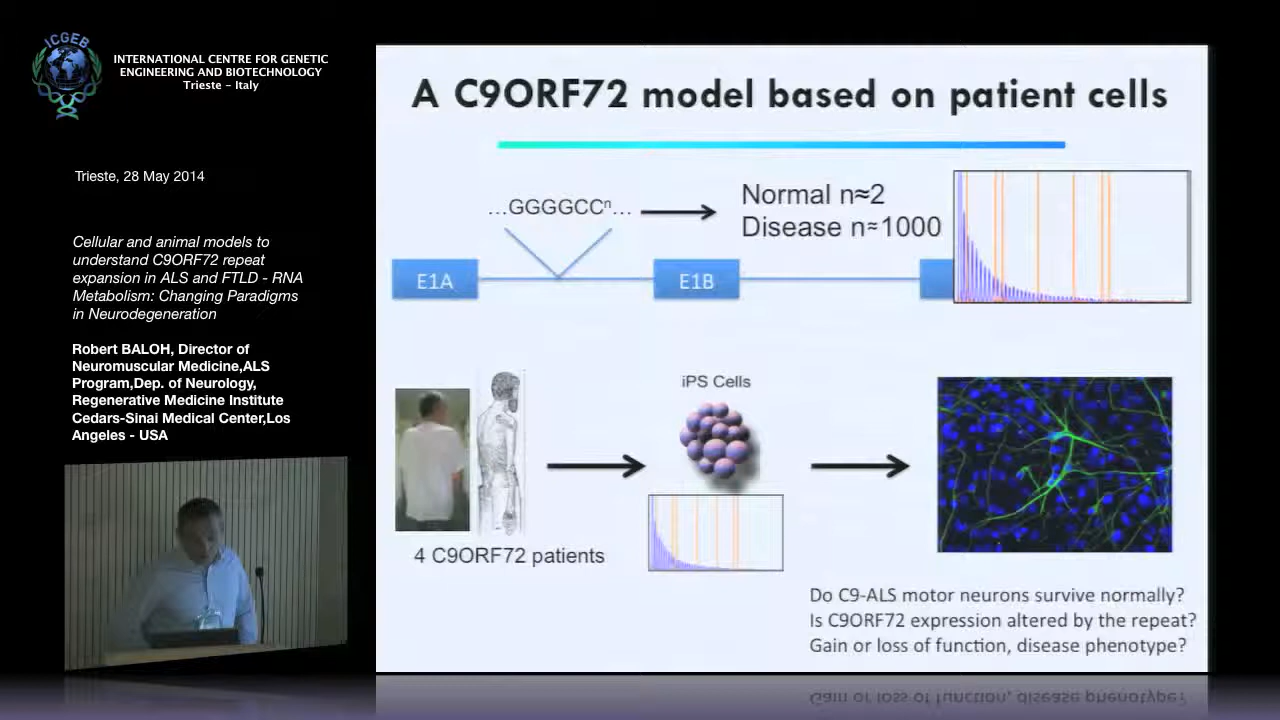 ICGEB
INTERNATIONAL CENTRE FOR GENETIC
ENGINEERING AND BIOTECHNOLOGY
Trieste – Italy
Trieste, 28 May 2014
Cellular and animal models to
understand C9ORF72 repeat
expansion in ALS and FTLD - RNA
Metabolism: Changing Paradigms
in Neurodegeneration
Robert BALOH, Director of
Neuromuscular Medicine,ALS
Program,Dep. of Neurology,
Regenerative Medicine Institute
Cedars-Sinai Medical Center,Los
Angeles - USA
A C9ORF72 model based on patient cells
…GGGGCCⁿ…
Normal n≈2
Disease n≈1000
E1A
E1B
iPS Cells
4 C9ORF72 patients
Do C9-ALS motor neurons survive normally?
Is C9ORF72 expression altered by the repeat?
Gain or loss of function, disease phenotype?